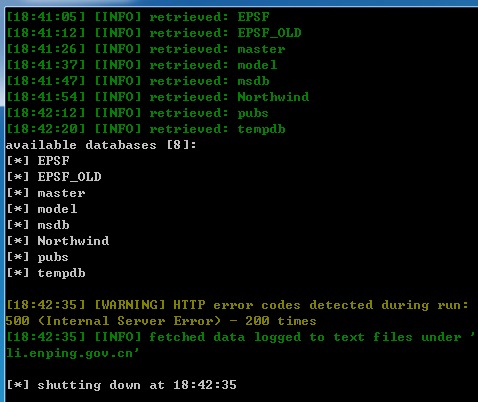 [18:41:05] [INFO] retrieved: EPSF
[18:41:12] [INFO] retrieved: EPSF_OLD
[18:41:26] [INFO] retrieved: master
[18:41:37] [INFO] retrieved: model
[18:41:47] [INFO] retrieved: msdb
[18:41:54] [INFO] retrieved: Northwind
[18:42:12] [INFO] retrieved: pubs
[18:42:20] [INFO] retrieved: tempdb
available databases [8]:
[*] EPSF
[*] EPSF_OLD
[*] master
[*] model
[*] msdb
[*] Northwind
[*] pubs
[*] tempdb
[18:42:35] [WARNING] HTTP error codes detected during run:
500 (Internal Server Error) - 200 times
[18:42:35] [INFO] fetched data logged to text files under '
li.enping.gov.cn'
[*] shutting down at 18:42:35